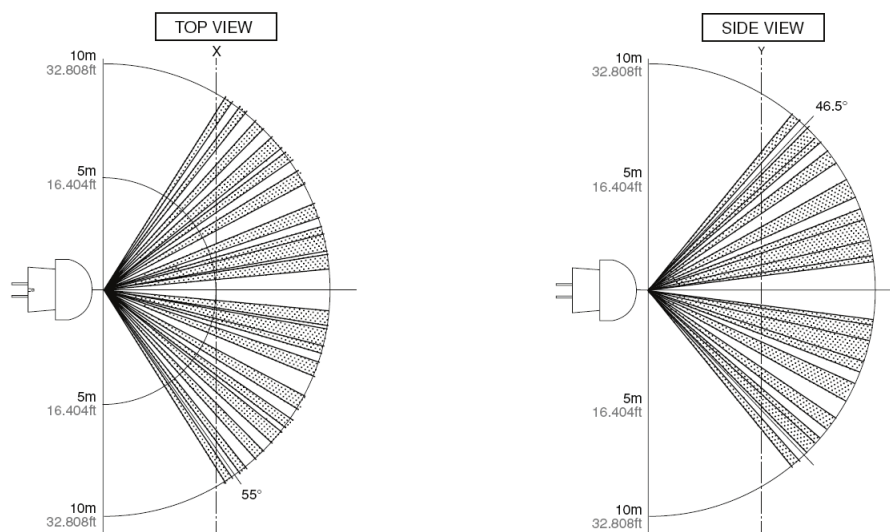 TOP VIEW
X
10m
32.808ft
5m
16.404ft
5m
16.404ft
55°
10m
32.808ft
SIDE VIEW
Y
10m
32.808ft
46.5°
5m
16.404ft
5m
16.404ft
10m
32.808ft